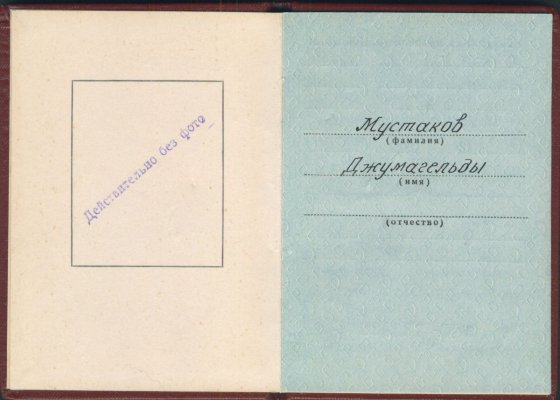 Действительно без фото
Мустаков
(фамилия)
Джумагельды
(имя)
(отчество)